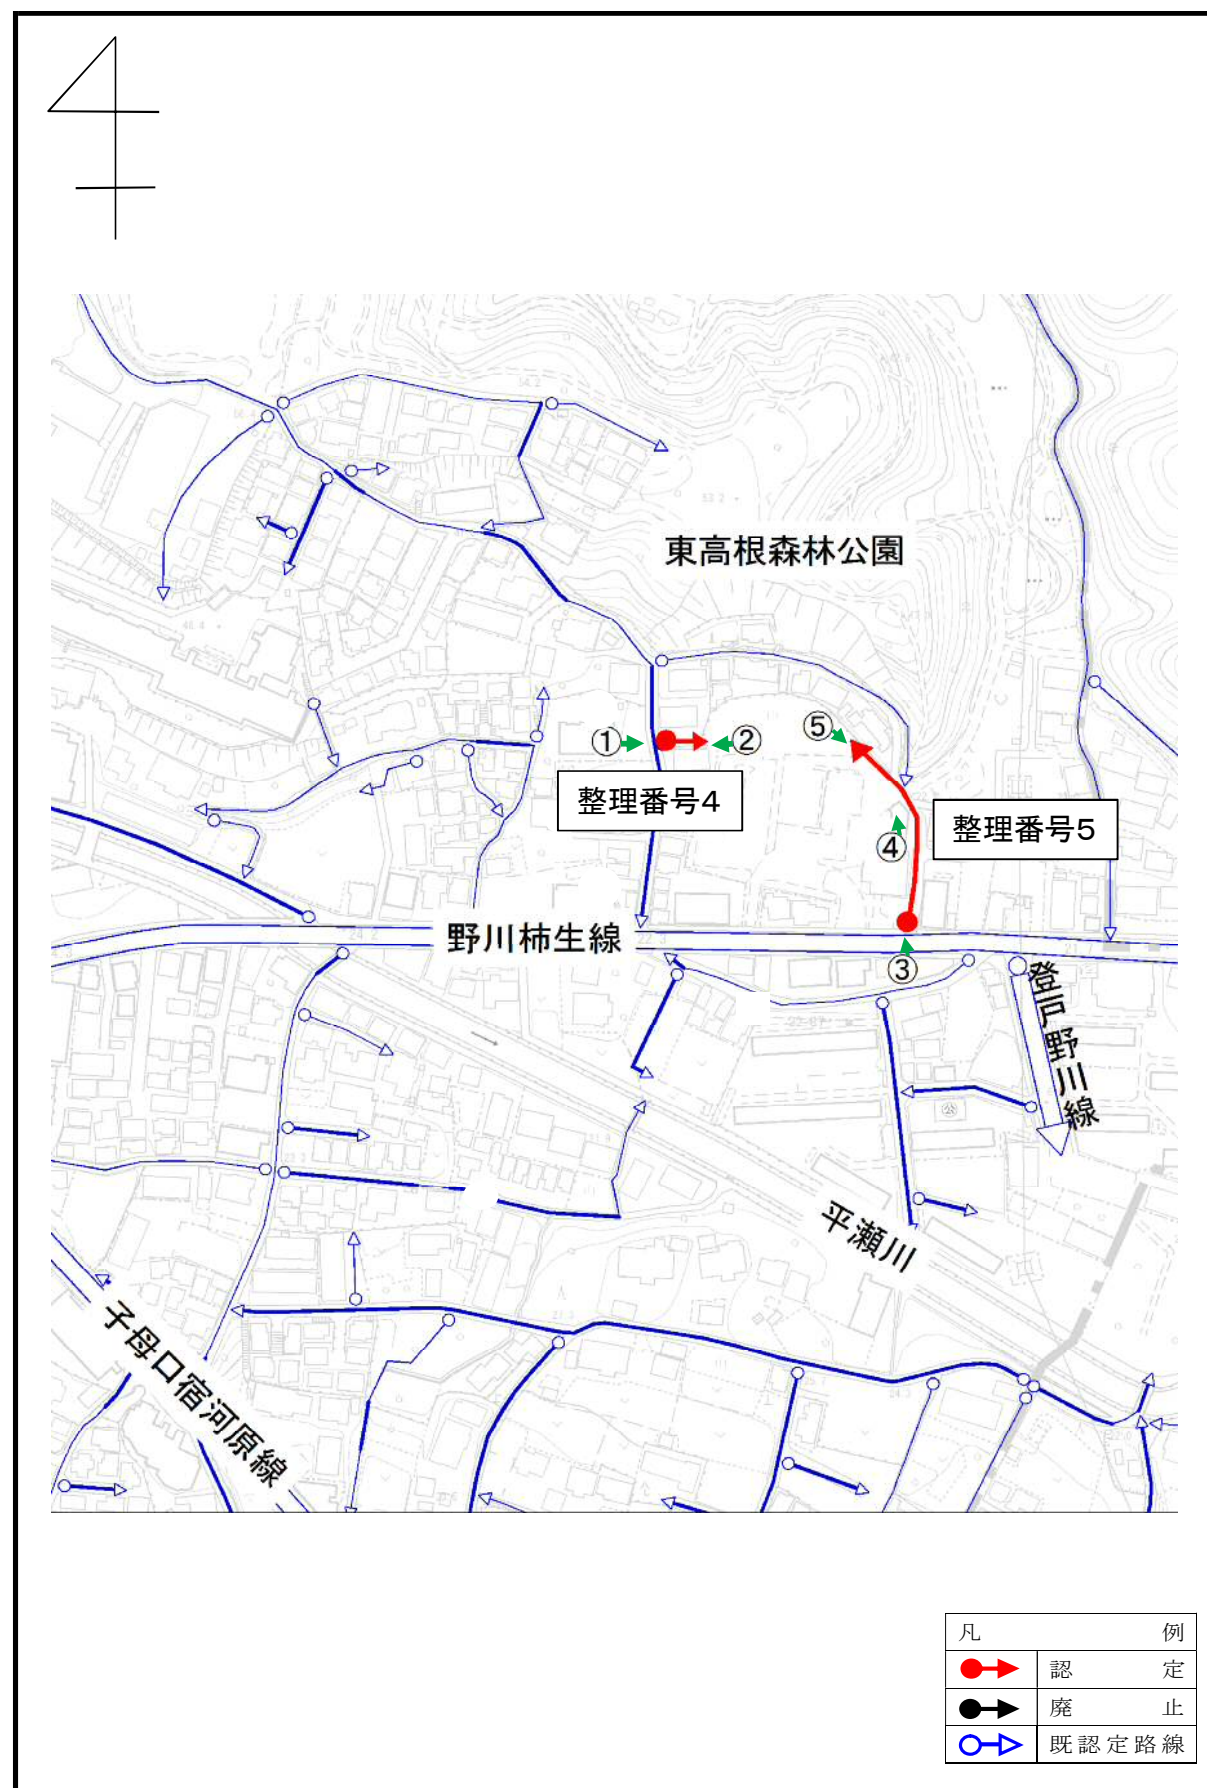 東高根森林公園
⑤
① ②
整理番号4
整理番号5
④
野川柿生線
③
登戸野川線
平瀬川
子母口宿河原線
凡 例
認 定
廃 止
既認定路線